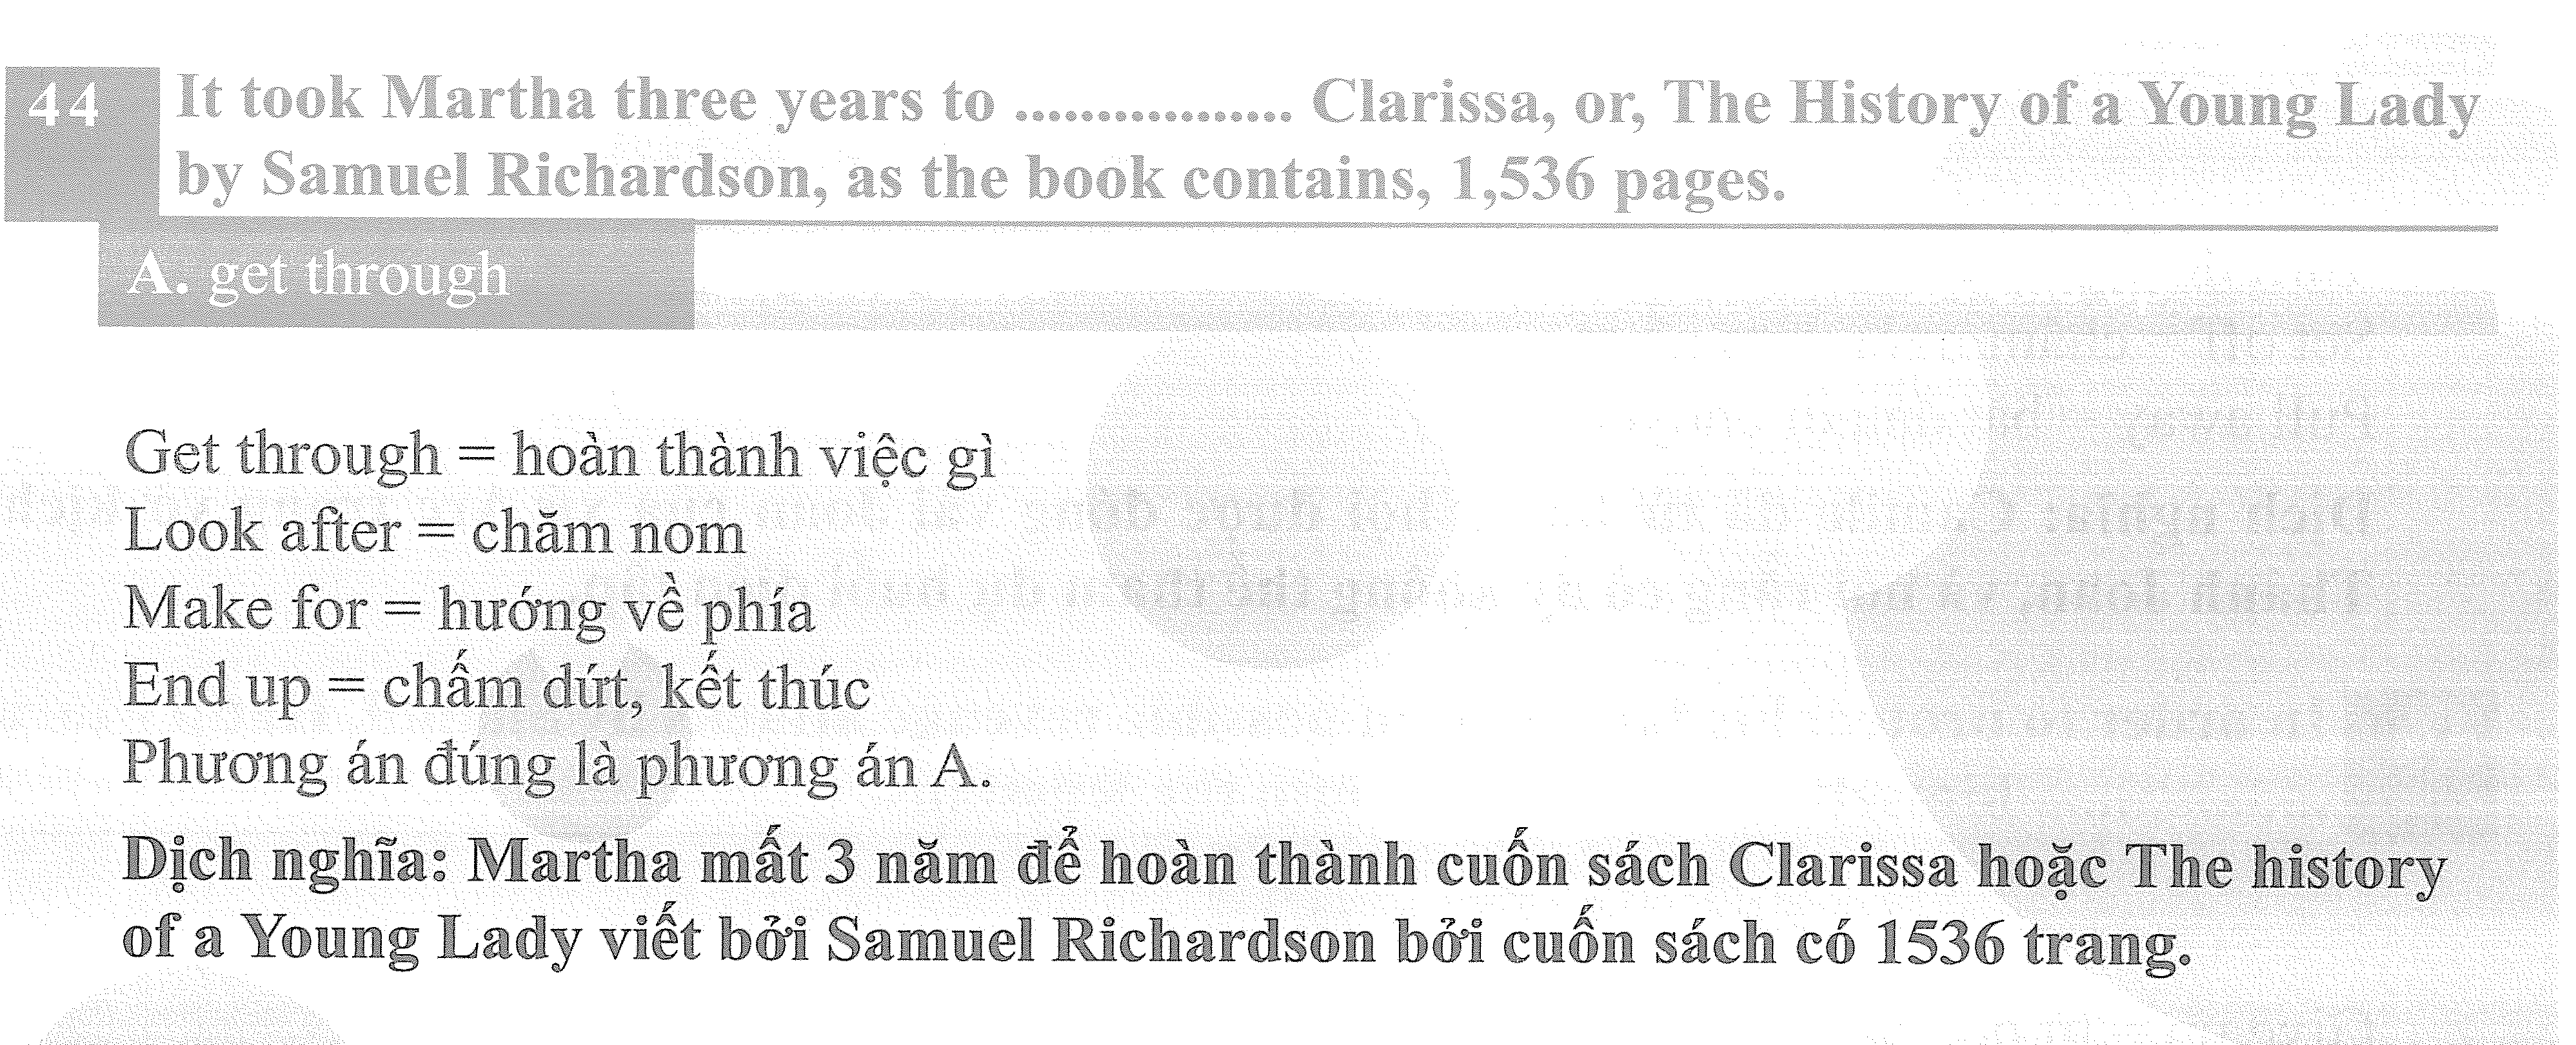 44 It took Martha three years to ................. Clarissa, or, The History of a Young Lady
by Samuel Richardson, as the book contains, 1,536 pages.
A. get through
Get through = hoàn thành việc gì
Look after = chăm nom
Make for = hướng về phía
End up = chấm dứt, kết thúc
Phương án đúng là phương án A.
Dịch nghĩa: Martha mất 3 năm để hoàn thành cuốn sách Clarissa hoặc The history
of a Young Lady viết bởi Samuel Richardson bởi cuốn sách có 1536 trang.